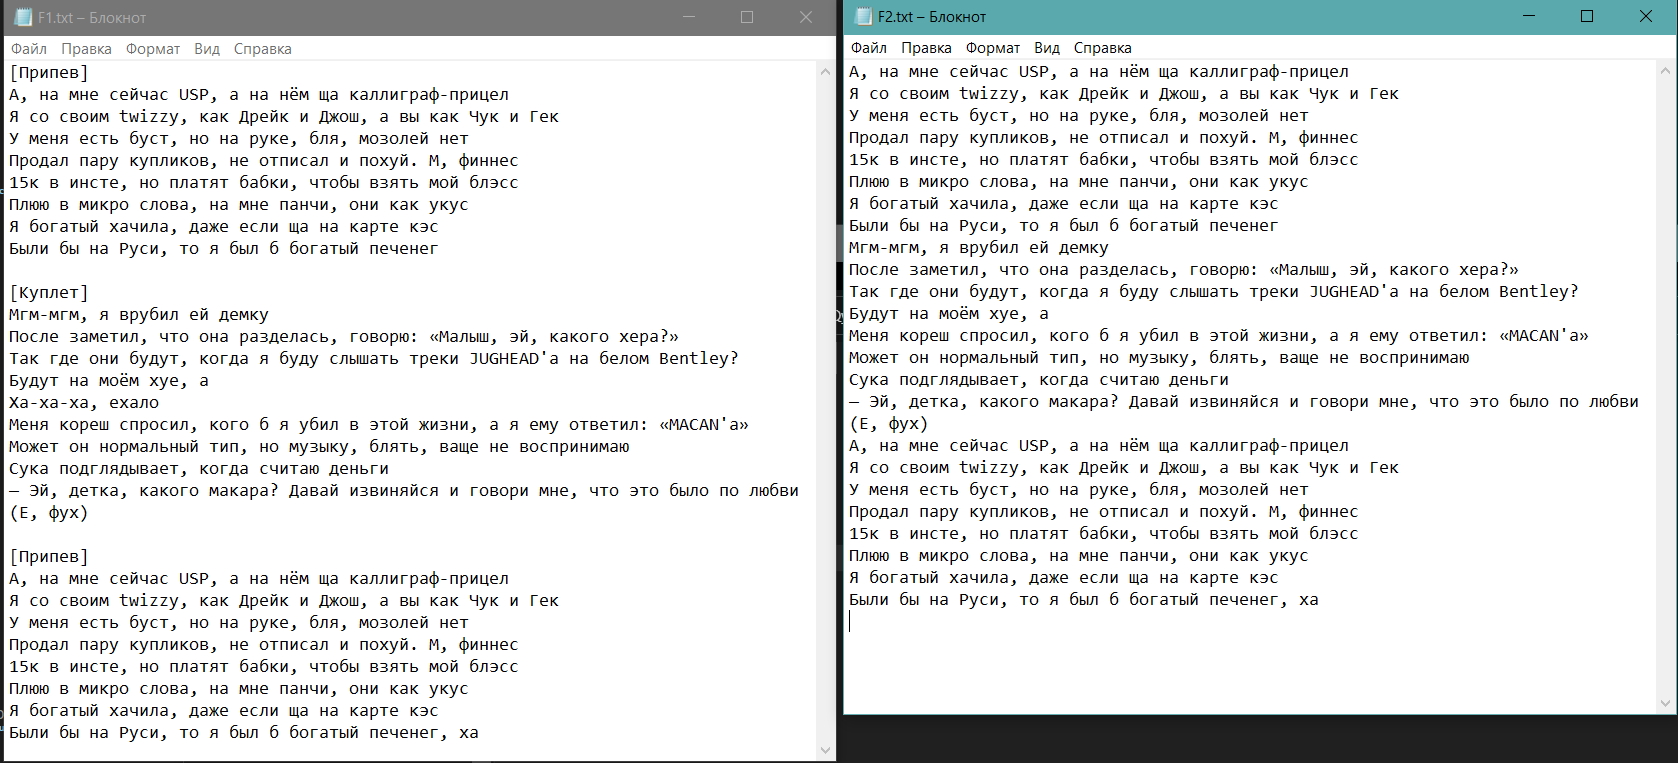 F1.txt – Блокнот
Файл Правка Формат Вид Справка
[Припев]
А, на мне сейчас USP, а на нём ща каллиграф-прицел
Я со своим twizzy, как Дрейк и Джош, а вы как Чук и Гек
У меня есть буст, но на руке, бля, мозолей нет
Продал пару купликов, не отписал и похуй. М, финнес
15к в инсте, но платят бабки, чтобы взять мой блэсс
Плюю в микро слова, на мне панчи, они как укус
Я богатый хачила, даже если ща на карте кэс
Были бы на Руси, то я был б богатый печенег

[Куплет]
Мгм-мгм, я врубил ей демку
После заметил, что она разделась, говорю: «Малыш, эй, какого хера?»
Так где они будут, когда я буду слышать треки JUGHEAD'а на белом Bentley?
Будут на моём хуе, а
Ха-ха-ха, ехало
Меня кореш спросил, кого б я убил в этой жизни, а я ему ответил: «MACAN'а»
Может он нормальный тип, но музыку, блять, ваще не воспринимаю
Сука подглядывает, когда считаю деньги
— Эй, детка, какого макара? Давай извиняйся и говори мне, что это было по любви
(Е, фух)

[Припев]
А, на мне сейчас USP, а на нём ща каллиграф-прицел
Я со своим twizzy, как Дрейк и Джош, а вы как Чук и Гек
У меня есть буст, но на руке, бля, мозолей нет
Продал пару купликов, не отписал и похуй. М, финнес
15к в инсте, но платят бабки, чтобы взять мой блэсс
Плюю в микро слова, на мне панчи, они как укус
Я богатый хачила, даже если ща на карте кэс
Были бы на Руси, то я был б богатый печенег, ха
F2.txt – Блокнот
Файл Правка Формат Вид Справка
А, на мне сейчас USP, а на нём ща каллиграф-прицел
Я со своим twizzy, как Дрейк и Джош, а вы как Чук и Гек
У меня есть буст, но на руке, бля, мозолей нет
Продал пару купликов, не отписал и похуй. М, финнес
15к в инсте, но платят бабки, чтобы взять мой блэсс
Плюю в микро слова, на мне панчи, они как укус
Я богатый хачила, даже если ща на карте кэс
Были бы на Руси, то я был б богатый печенег
Мгм-мгм, я врубил ей демку
После заметил, что она разделась, говорю: «Малыш, эй, какого хера?»
Так где они будут, когда я буду слышать треки JUGHEAD'а на белом Bentley?
Будут на моём хуе, а
Меня кореш спросил, кого б я убил в этой жизни, а я ему ответил: «MACAN'а»
Может он нормальный тип, но музыку, блять, ваще не воспринимаю
Сука подглядывает, когда считаю деньги
— Эй, детка, какого макара? Давай извиняйся и говори мне, что это было по любви
(Е, фух)
А, на мне сейчас USP, а на нём ща каллиграф-прицел
Я со своим twizzy, как Дрейк и Джош, а вы как Чук и Гек
У меня есть буст, но на руке, бля, мозолей нет
Продал пару купликов, не отписал и похуй. М, финнес
15к в инсте, но платят бабки, чтобы взять мой блэсс
Плюю в микро слова, на мне панчи, они как укус
Я богатый хачила, даже если ща на карте кэс
Были бы на Руси, то я был б богатый печенег, ха